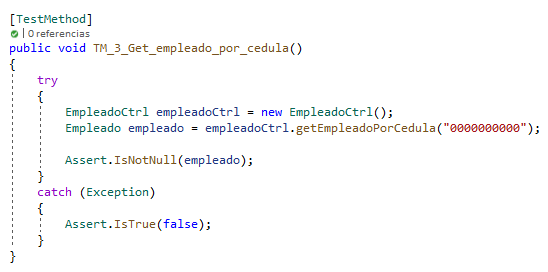 [TestMethod]
| 0 referencias
public void TM_3_Get_empleado_por_cedula()
{
try
{
EmpleadoCtrl empleadoCtrl = new EmpleadoCtrl();
Empleado empleado = empleadoCtrl.getEmpleadoPorCedula("0000000000");
Assert.IsNotNull(empleado);
}
catch (Exception)
{
Assert.IsTrue(false);
}
}